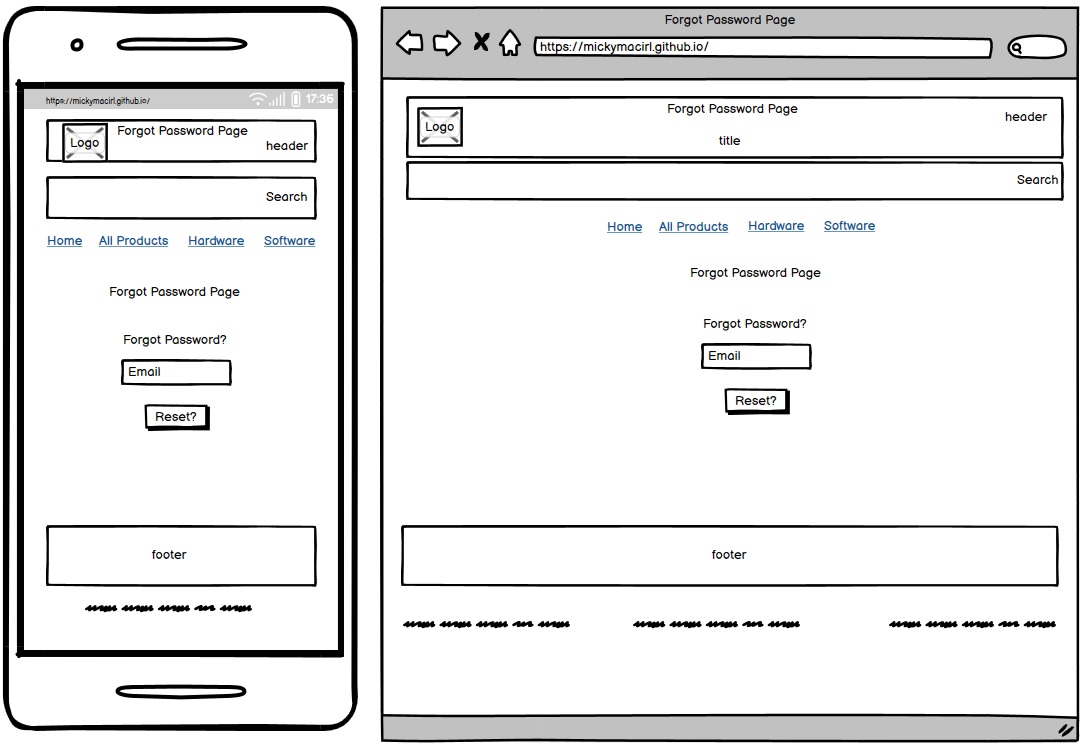 https://mickymacirl.github.io/ 17:36
Logo
Forgot Password Page
header
Search
Home All Products Hardware Software
Forgot Password Page
Forgot Password?
Email
Reset?
footer
Forgot Password Page
https://mickymacirl.github.io/
Logo
Forgot Password Page
header
title
Search
Home All Products Hardware Software
Forgot Password Page
Forgot Password?
Email
Reset?
footer